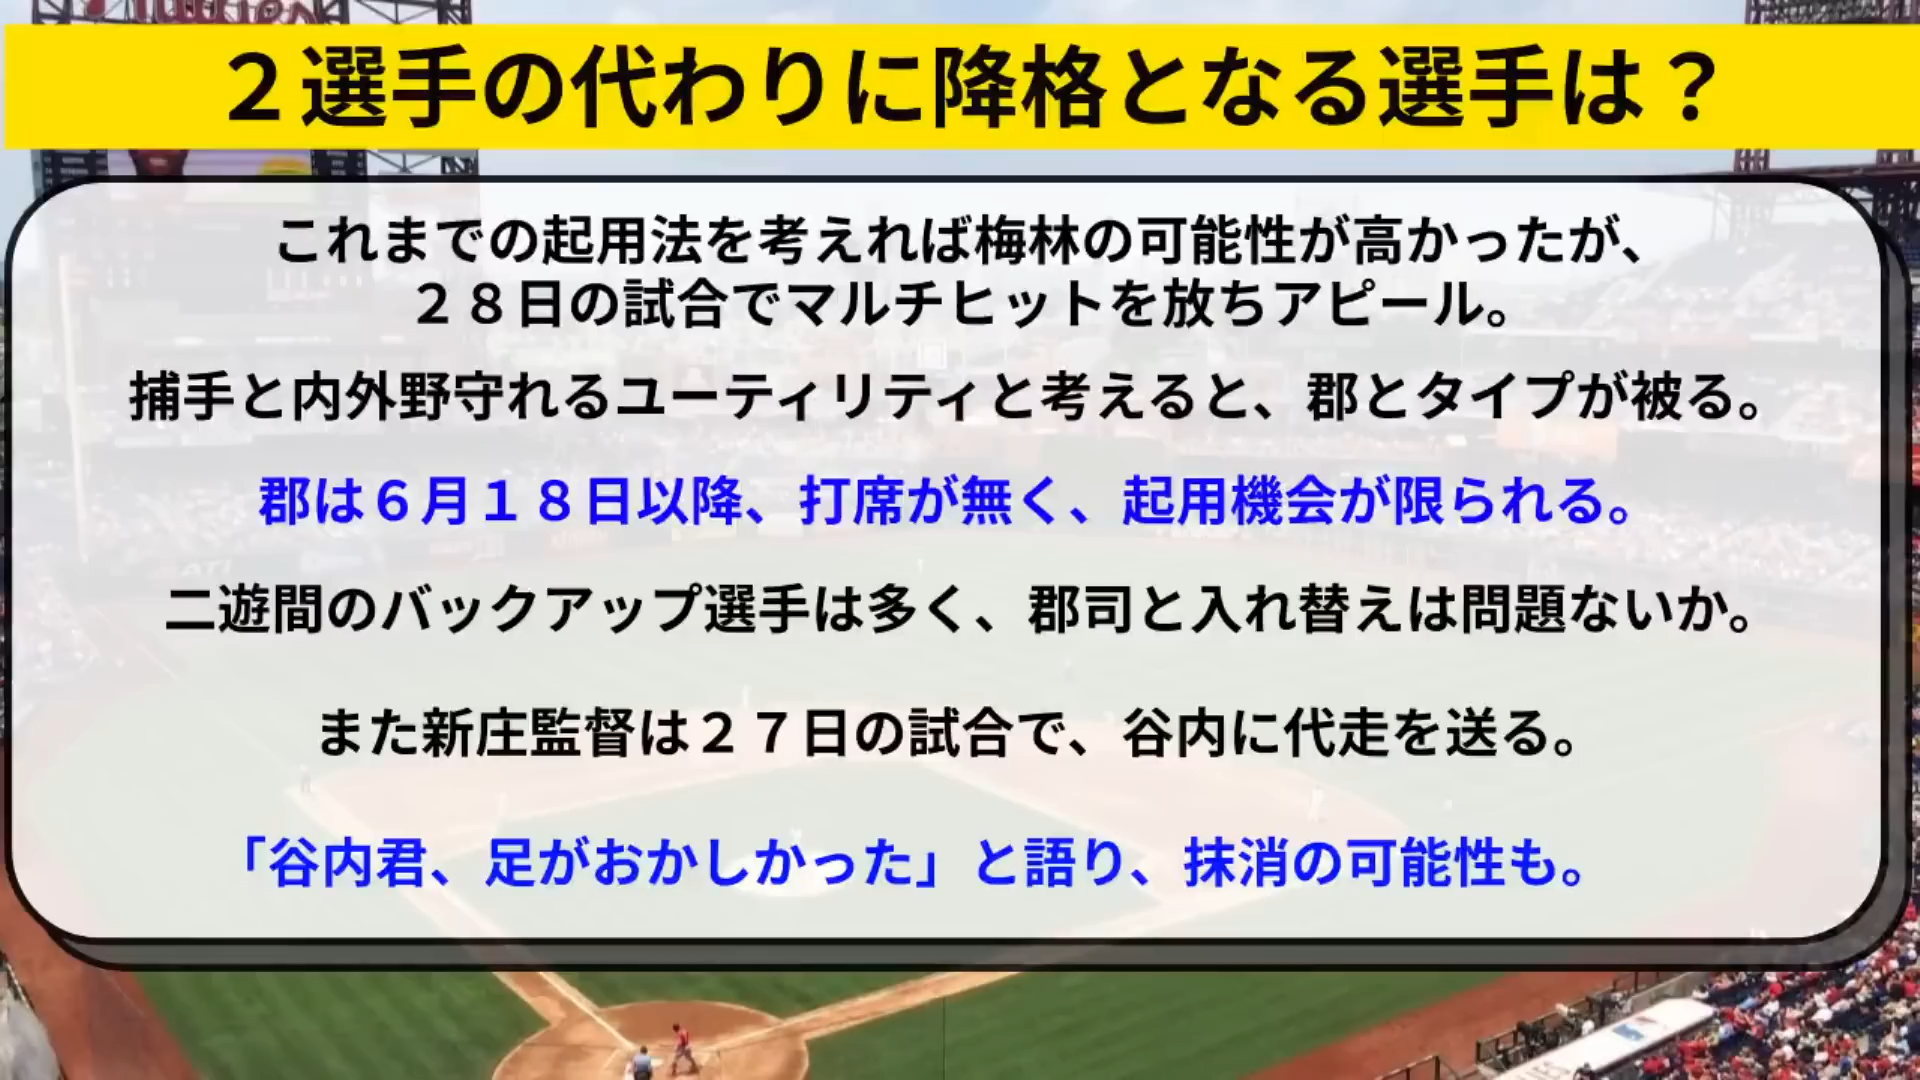 Phillies
２選手の代わりに降格となる選手は？
これまでの起用法を考えれば梅林の可能性が高かったが、
２８日の試合でマルチヒットを放ちアピール。
捕手と内外野守れるユーティリティと考えると、郡とタイプが被る。
郡は６月１８日以降、打席が無く、起用機会が限られる。
二遊間のバックアップ選手は多く、郡司と入れ替えは問題ないか。
また新庄監督は２７日の試合で、谷内に代走を送る。
「谷内君、足がおかしかった」と語り、抹消の可能性も。